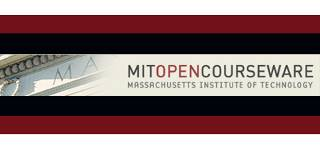 MITOPENCOURSEWARE
MASSACHUSETTS INSTITUTE OF TECHNOLOGY